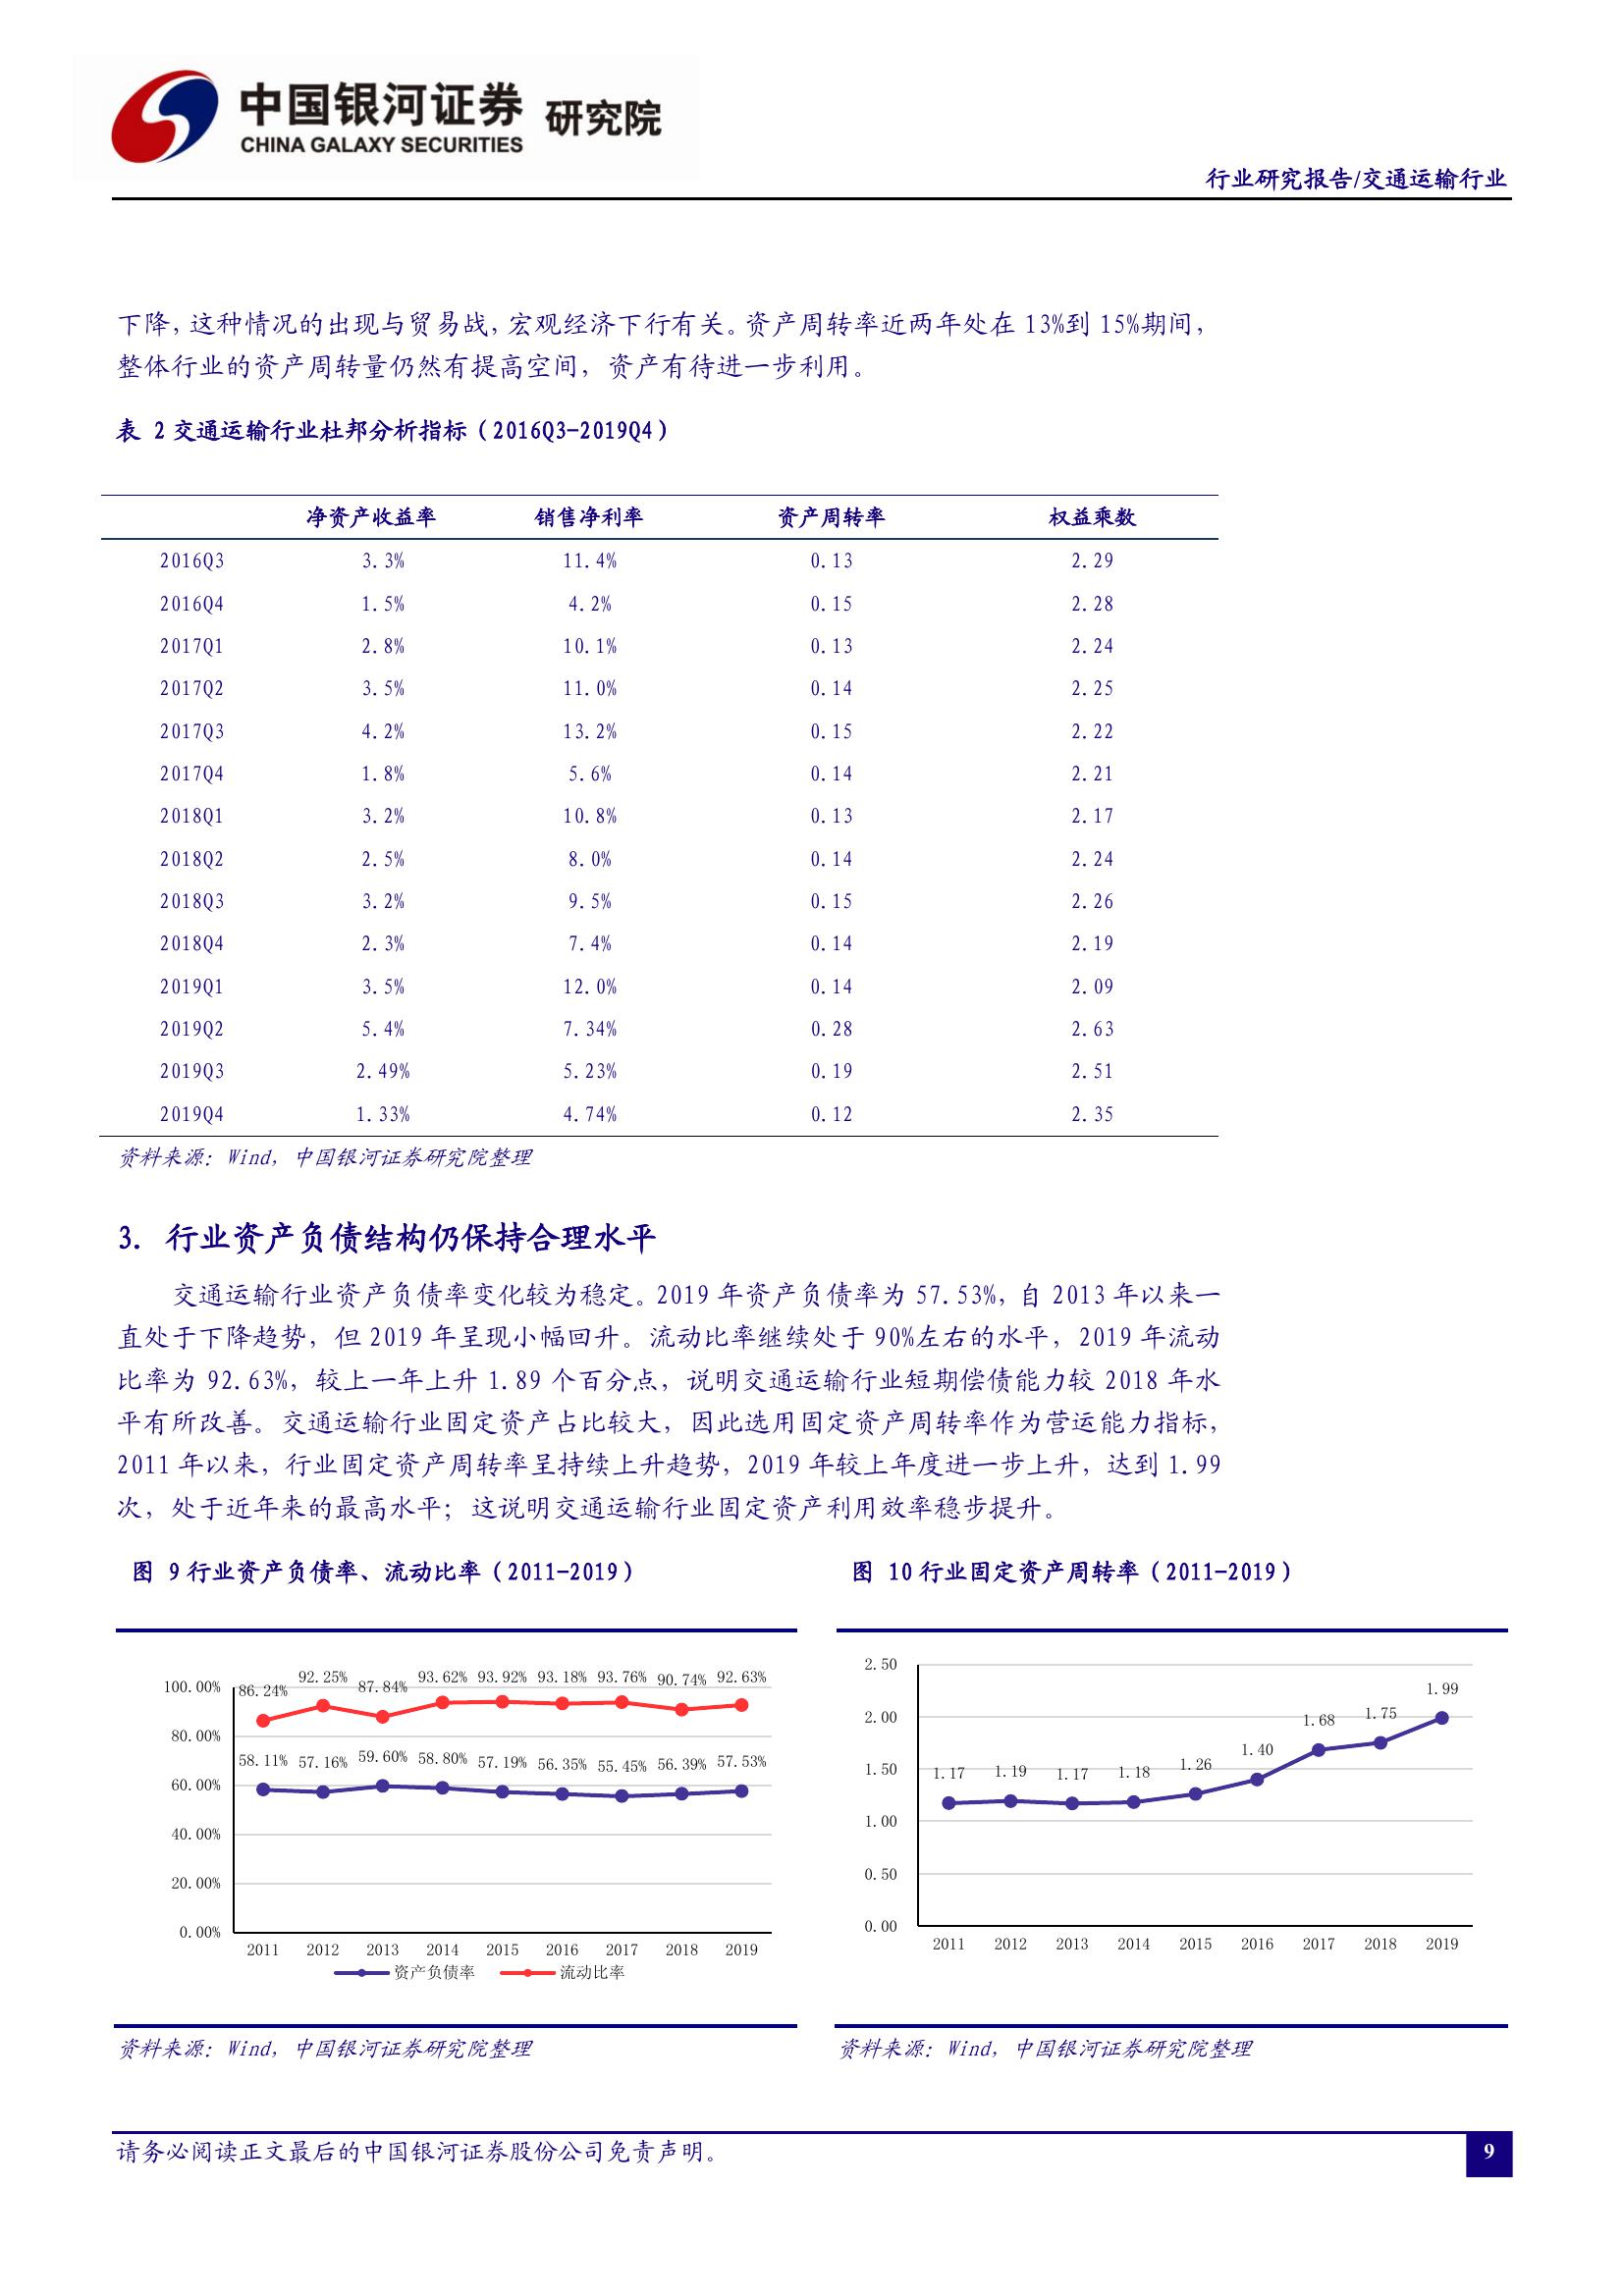 中国银河证券 研究院
CHINA GALAXY SECURITIES
行业研究报告/交通运输行业
下降，这种情况的出现与贸易战，宏观经济下行有关。资产周转率近两年处在 13%到 15%期间，
整体行业的资产周转量仍然有提高空间，资产有待进一步利用。
表 2 交通运输行业杜邦分析指标（2016Q3-2019Q4）
净资产收益率 销售净利率 资产周转率 权益乘数
2016Q3 3.3% 11.4% 0.13 2.29
2016Q4 1.5% 4.2% 0.15 2.28
2017Q1 2.8% 10.1% 0.13 2.24
2017Q2 3.5% 11.0% 0.14 2.25
2017Q3 4.2% 13.2% 0.15 2.22
2017Q4 1.8% 5.6% 0.14 2.21
2018Q1 3.2% 10.8% 0.13 2.17
2018Q2 2.5% 8.0% 0.14 2.24
2018Q3 3.2% 9.5% 0.15 2.26
2018Q4 2.3% 7.4% 0.14 2.19
2019Q1 3.5% 12.0% 0.14 2.09
2019Q2 5.4% 7.34% 0.28 2.63
2019Q3 2.49% 5.23% 0.19 2.51
2019Q4 1.33% 4.74% 0.12 2.35
资料来源：Wind，中国银河证券研究院整理
3. 行业资产负债结构仍保持合理水平
交通运输行业资产负债率变化较为稳定。2019 年资产负债率为 57.53%，自 2013 年以来一
直处于下降趋势，但 2019 年呈现小幅回升。流动比率继续处于 90%左右的水平，2019 年流动
比率为 92.63%，较上一年上升 1.89 个百分点，说明交通运输行业短期偿债能力较 2018 年水
平有所改善。交通运输行业固定资产占比较大，因此选用固定资产周转率作为营运能力指标，
2011 年以来，行业固定资产周转率呈持续上升趋势，2019 年较上年度进一步上升，达到 1.99
次，处于近年来的最高水平；这说明交通运输行业固定资产利用效率稳步提升。
图 9 行业资产负债率、流动比率（2011-2019）
100.00%
80.00%
60.00%
40.00%
20.00%
0.00%
86.24% 92.25% 87.84% 93.62% 93.92% 93.18% 93.76% 90.74% 92.63%
58.11% 57.16% 59.60% 58.80% 57.19% 56.35% 55.45% 56.39% 57.53%
2011 2012 2013 2014 2015 2016 2017 2018 2019
资产负债率 流动比率
资料来源：Wind，中国银河证券研究院整理
图 10 行业固定资产周转率（2011-2019）
2.50
2.00
1.50
1.00
0.50
0.00
1.17 1.19 1.17 1.18 1.26 1.40 1.68 1.75 1.99
2011 2012 2013 2014 2015 2016 2017 2018 2019
资料来源：Wind，中国银河证券研究院整理
请务必阅读正文最后的中国银河证券股份公司免责声明。
9